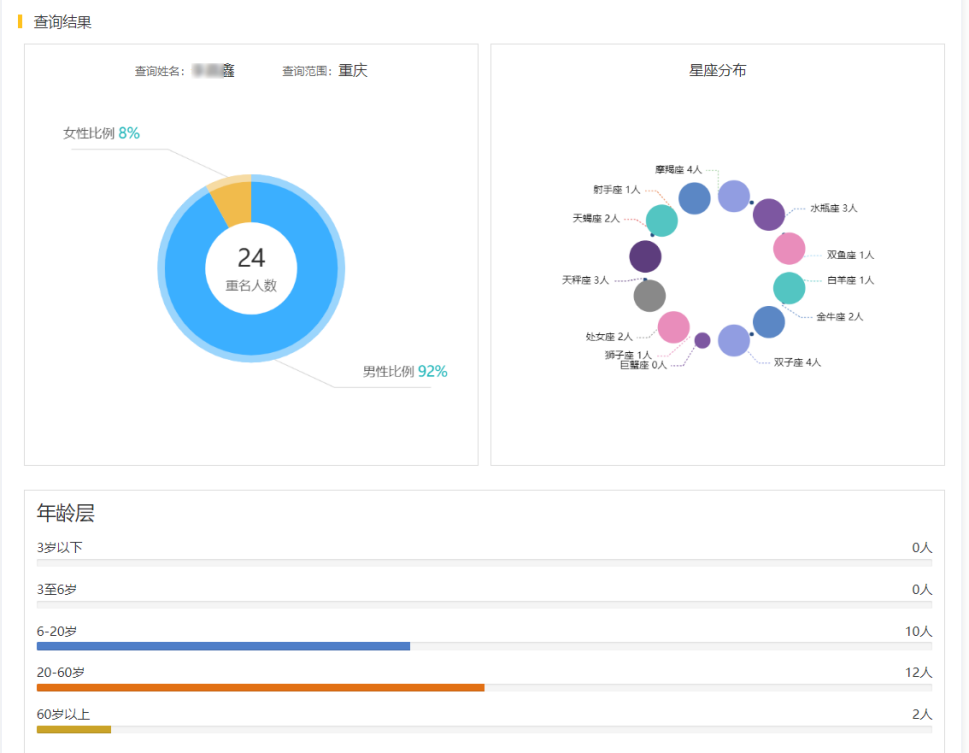 查询结果
查询姓名： 鑫 查询范围：重庆
女性比例 8%
24
重名人数
男性比例 92%
星座分布
摩羯座 4人
射手座 1人
天蝎座 2人
天秤座 3人
处女座 2人
狮子座 1人
巨蟹座 0人
水瓶座 3人
双鱼座 1人
白羊座 1人
金牛座 2人
双子座 4人
年龄层
3岁以下 0人
3至6岁 0人
6-20岁 10人
20-60岁 12人
60岁以上 2人